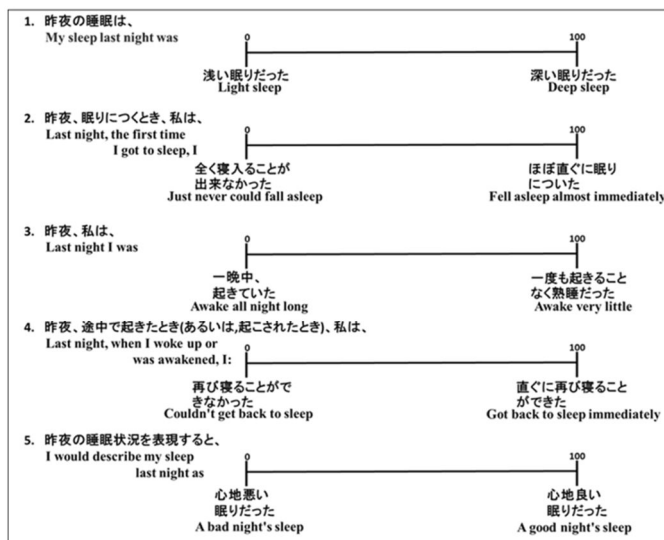 1. 昨夜の睡眠は、
My sleep last night was
0
100
浅い眠りだった
Light sleep
深い眠りだった
Deep sleep
2. 昨夜、眠りにつくとき、私は、
Last night, the first time
I got to sleep, I
0
100
全く寝入ることが
出来なかった
Just never could fall asleep
ほぼ直ぐに眠り
についた
Fell asleep almost immediately
3. 昨夜、私は、
Last night I was
0
100
一晩中、
起きていた
Awake all night long
一度も起きること
なく熟睡だった
Awake very little
4. 昨夜、途中で起きたとき(あるいは,起こされたとき)、私は、
Last night, when I woke up or
was awakened, I:
0
100
再び寝ることがで
きなかった
Couldn't get back to sleep
直ぐに再び寝ること
ができた
Got back to sleep immediately
5. 昨夜の睡眠状況を表現すると、
I would describe my sleep
last night as
0
100
心地悪い
眠りだった
A bad night's sleep
心地良い
眠りだった
A good night's sleep